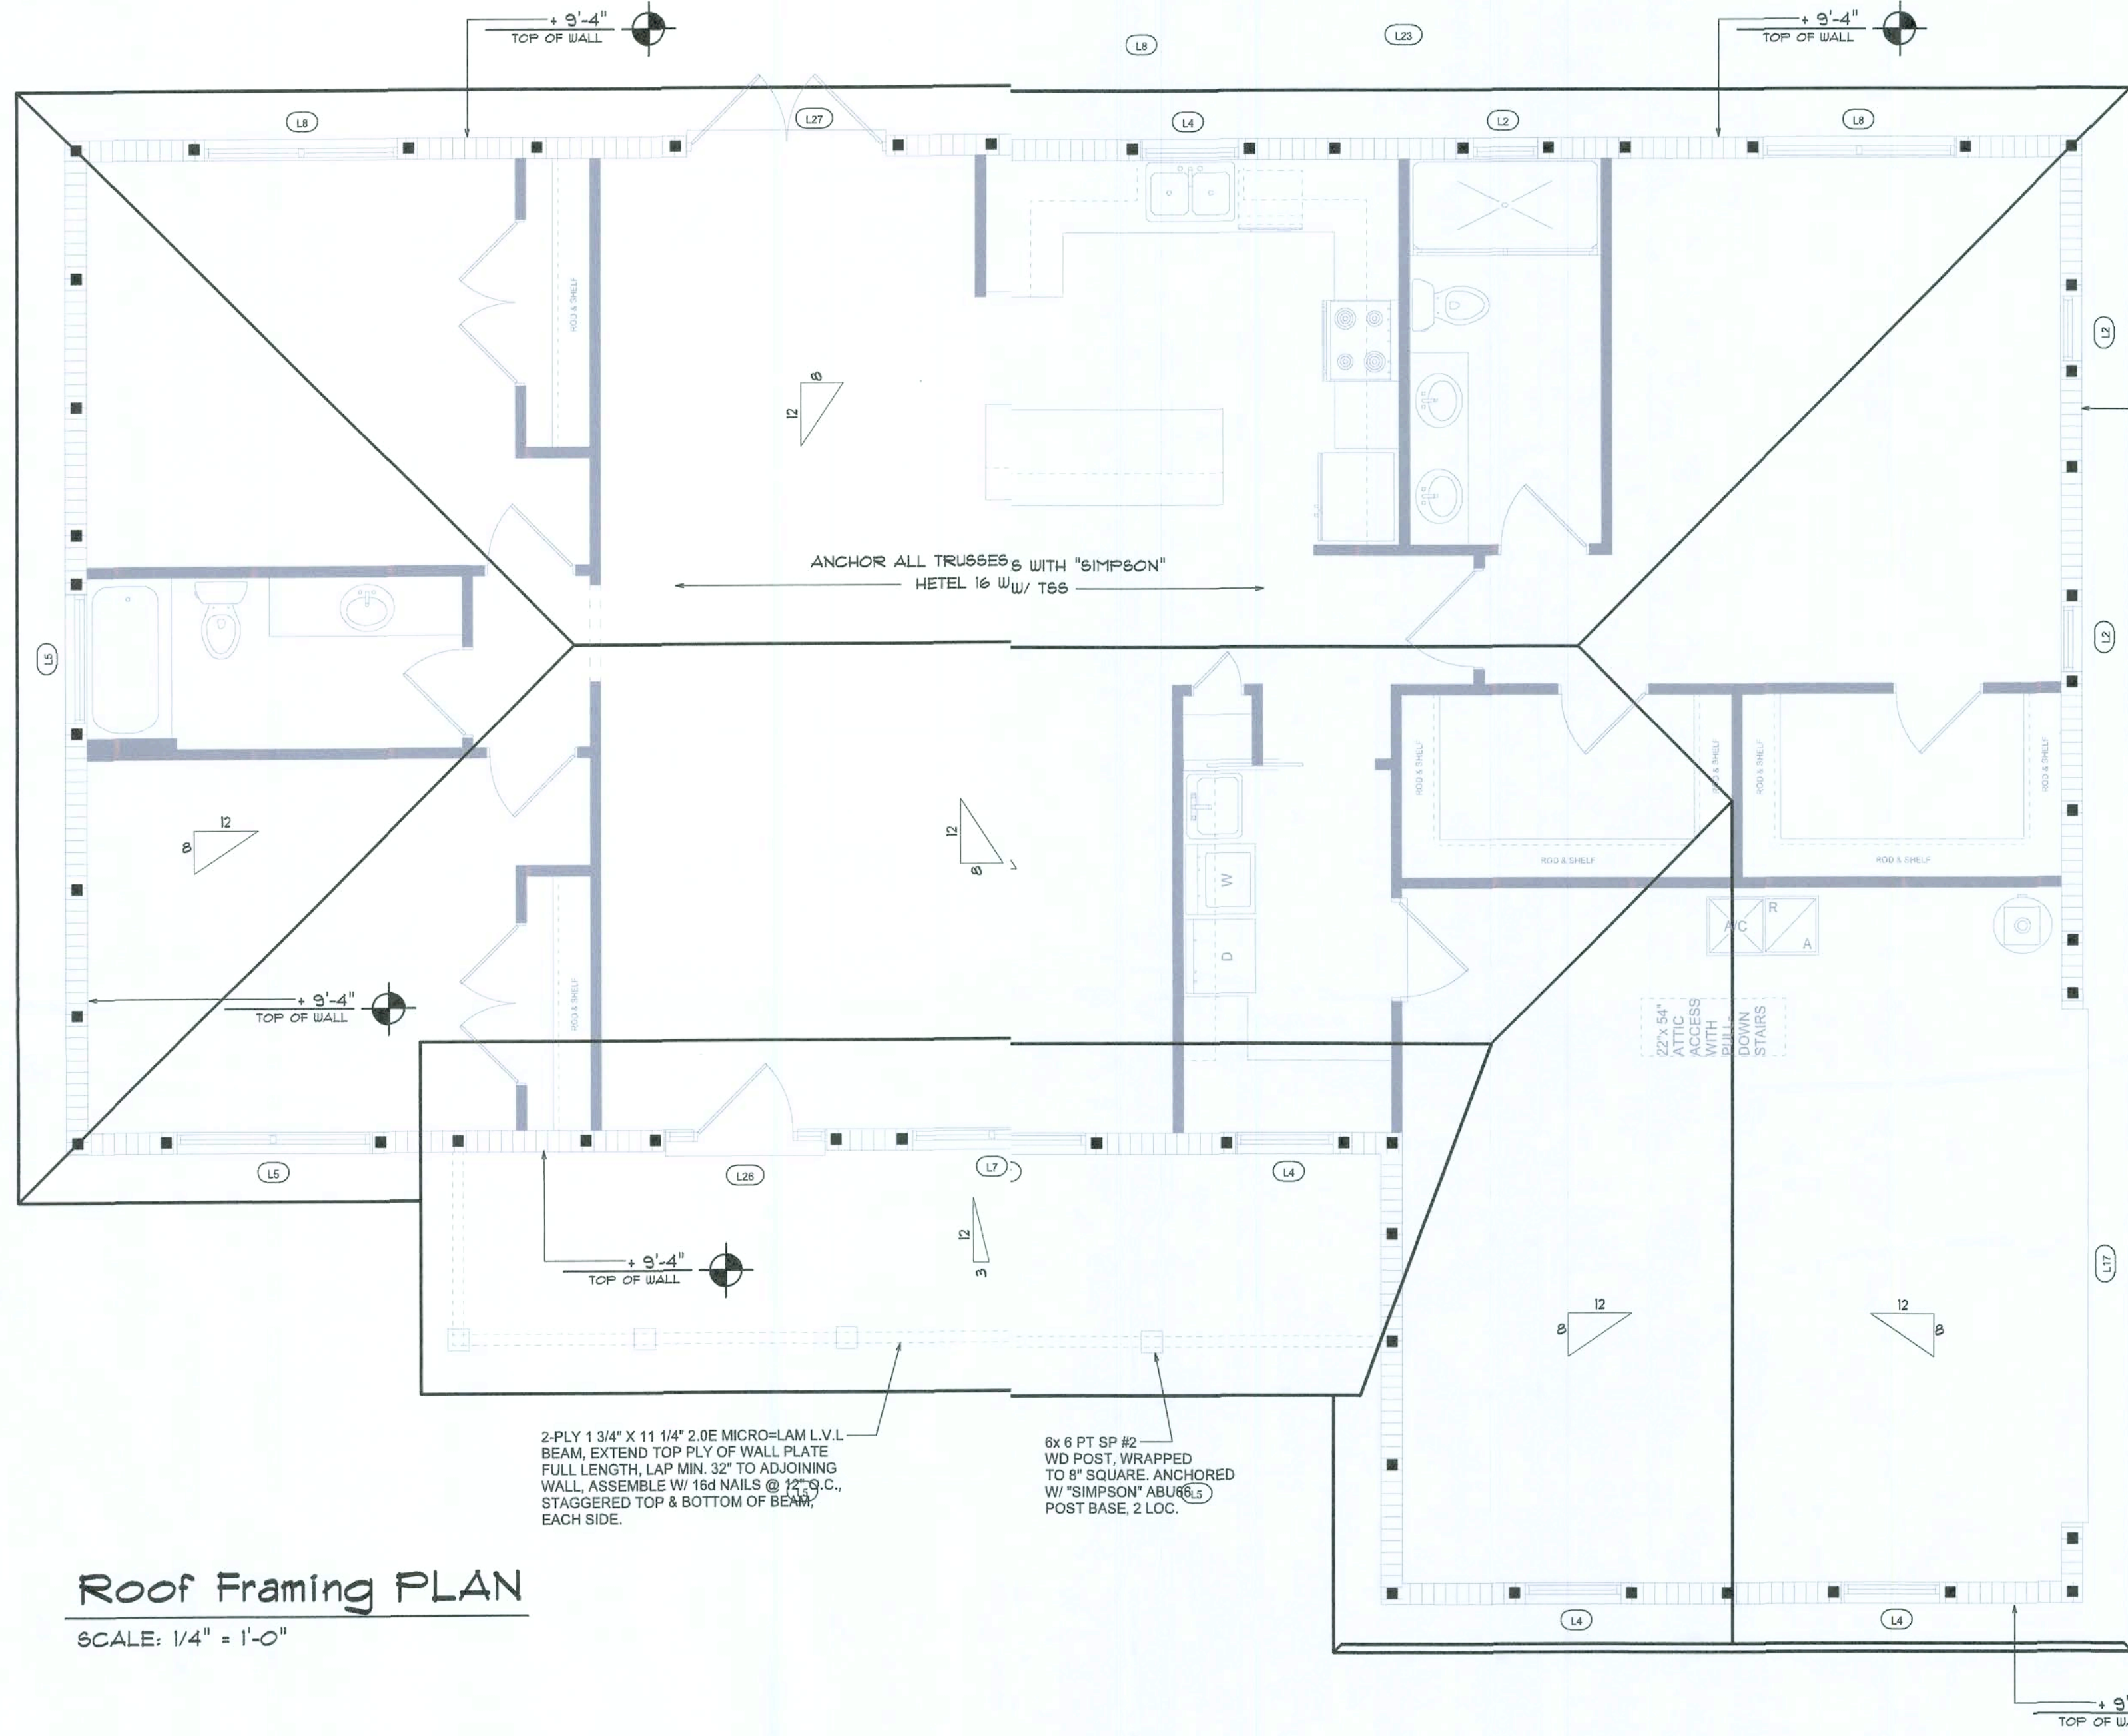 + 9'-4"
TOP OF WALL
L8
L23
+ 9'-4"
TOP OF WALL
L8
L27
L4
L2
L8
ROD & SHELF
L2
8
12
ANCHOR ALL TRUSSES
S WITH "SIMPSON"
HETEL 16 W
W/ TSS
L5
L2
ROD & SHELF
ROD & SHELF
ROD & SHELF
ROD & SHELF
ROD & SHELF
ROD & SHELF
12
8
12
8
W
D
A/C
R
A
22"x 54"
ATTIC
ACCESS
WITH
PULL
DOWN
STAIRS
+ 9'-4"
TOP OF WALL
ROD & SHELF
L5
L26
L7
L4
12
3
+ 9'-4"
TOP OF WALL
L17
12
8
12
8
2-PLY 1 3/4" X 11 1/4" 2.0E MICRO=LAM L.V.L
BEAM, EXTEND TOP PLY OF WALL PLATE
FULL LENGTH, LAP MIN. 32" TO ADJOINING
WALL, ASSEMBLE W/ 16d NAILS @ 12" O.C.,
STAGGERED TOP & BOTTOM OF BEAM,
EACH SIDE.
L5
6x 6 PT SP #2
WD POST, WRAPPED
TO 8" SQUARE. ANCHORED
W/ "SIMPSON" ABU66
POST BASE, 2 LOC.
L5
L4
L4
Roof Framing PLAN
SCALE: 1/4" = 1'-0"
+ 9'
TOP OF W